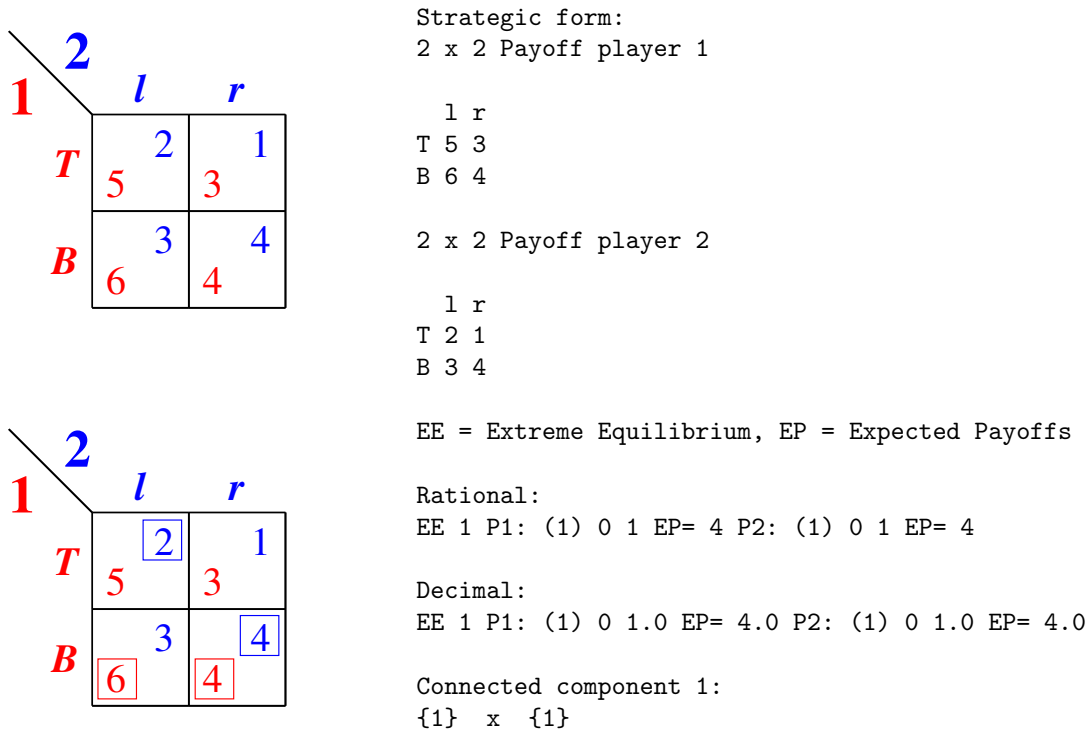 2
1
l r
T 2 1
5 3
B 3 4
6 4
2
1
l r
T 2 1
5 3
B 3 4
6 4
Strategic form:
2 x 2 Payoff player 1
l r
T 5 3
B 6 4
2 x 2 Payoff player 2
l r
T 2 1
B 3 4
EE = Extreme Equilibrium, EP = Expected Payoffs
Rational:
EE 1 P1: (1) 0 1 EP= 4 P2: (1) 0 1 EP= 4
Decimal:
EE 1 P1: (1) 0 1.0 EP= 4.0 P2: (1) 0 1.0 EP= 4.0
Connected component 1:
{1} x {1}